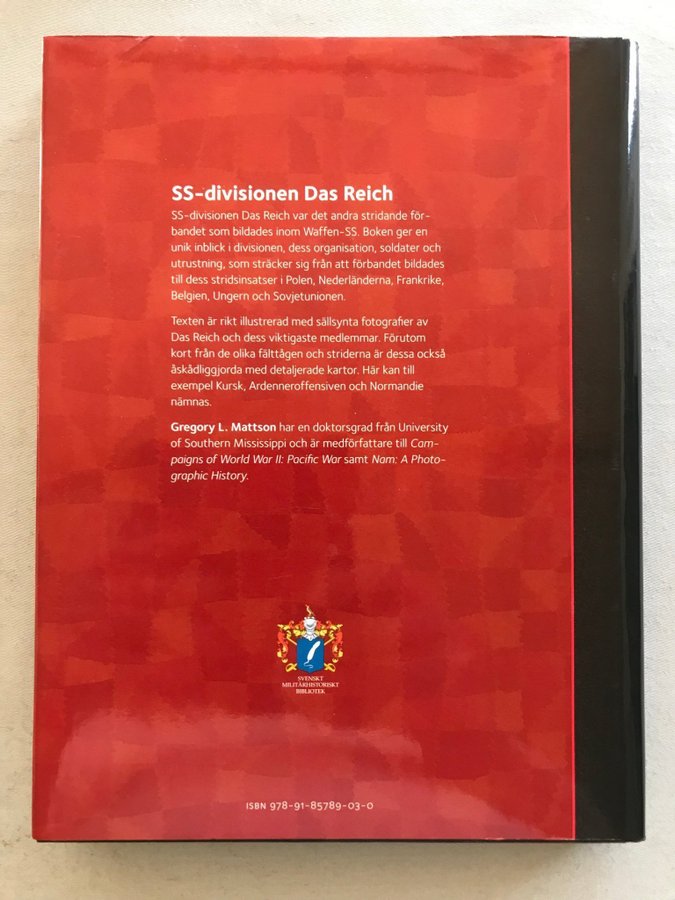 SS-divisionen Das Reich
SS-divisionen Das Reich var det andra stridande för-
bandet som bildades inom Waffen-SS. Boken ger en
unik inblick i divisionen, dess organisation, soldater och
utrustning, som sträcker sig från att förbandet bildades
till dess stridsinsatser i Polen, Nederländerna, Frankrike,
Belgien, Ungern och Sovjetunionen.
Texten är rikt illustrerad med sällsynta fotografier av
Das Reich och dess viktigaste medlemmar. Förutom
kort från de olika fälttågen och striderna är dessa också
åskådliggjorda med detaljerade kartor. Här kan till
exempel Kursk, Ardenneroffensiven och Normandie
nämnas.
Gregory L. Mattson har en doktorsgrad från University
of Southern Mississippi och är medförfattare till Cam-
paigns of World War II: Pacific War samt Nam: A Photo-
graphic History.
SVENSKT
MILITÄRHISTORISKT
BIBLIOTEK
ISBN 978-91-85789-03-0